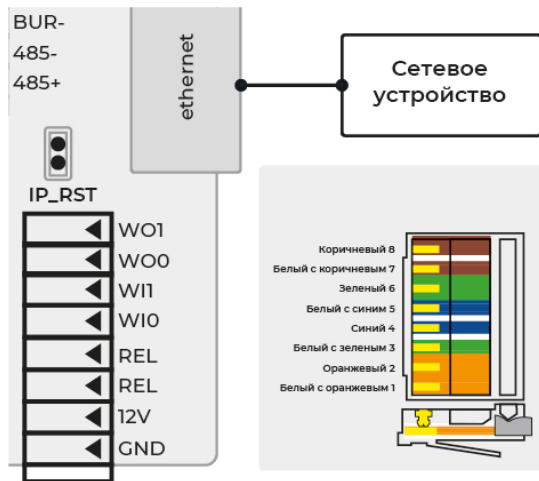 BUR-
485-
485+
ethernet
Сетевое
устройство
IP_RST
WO1
WO0
WI1
WI0
REL
REL
12V
GND
Коричневый 8
Белый с коричневым 7
Зеленый 6
Белый с синим 5
Синий 4
Белый с зеленым 3
Оранжевый 2
Белый с оранжевым 1